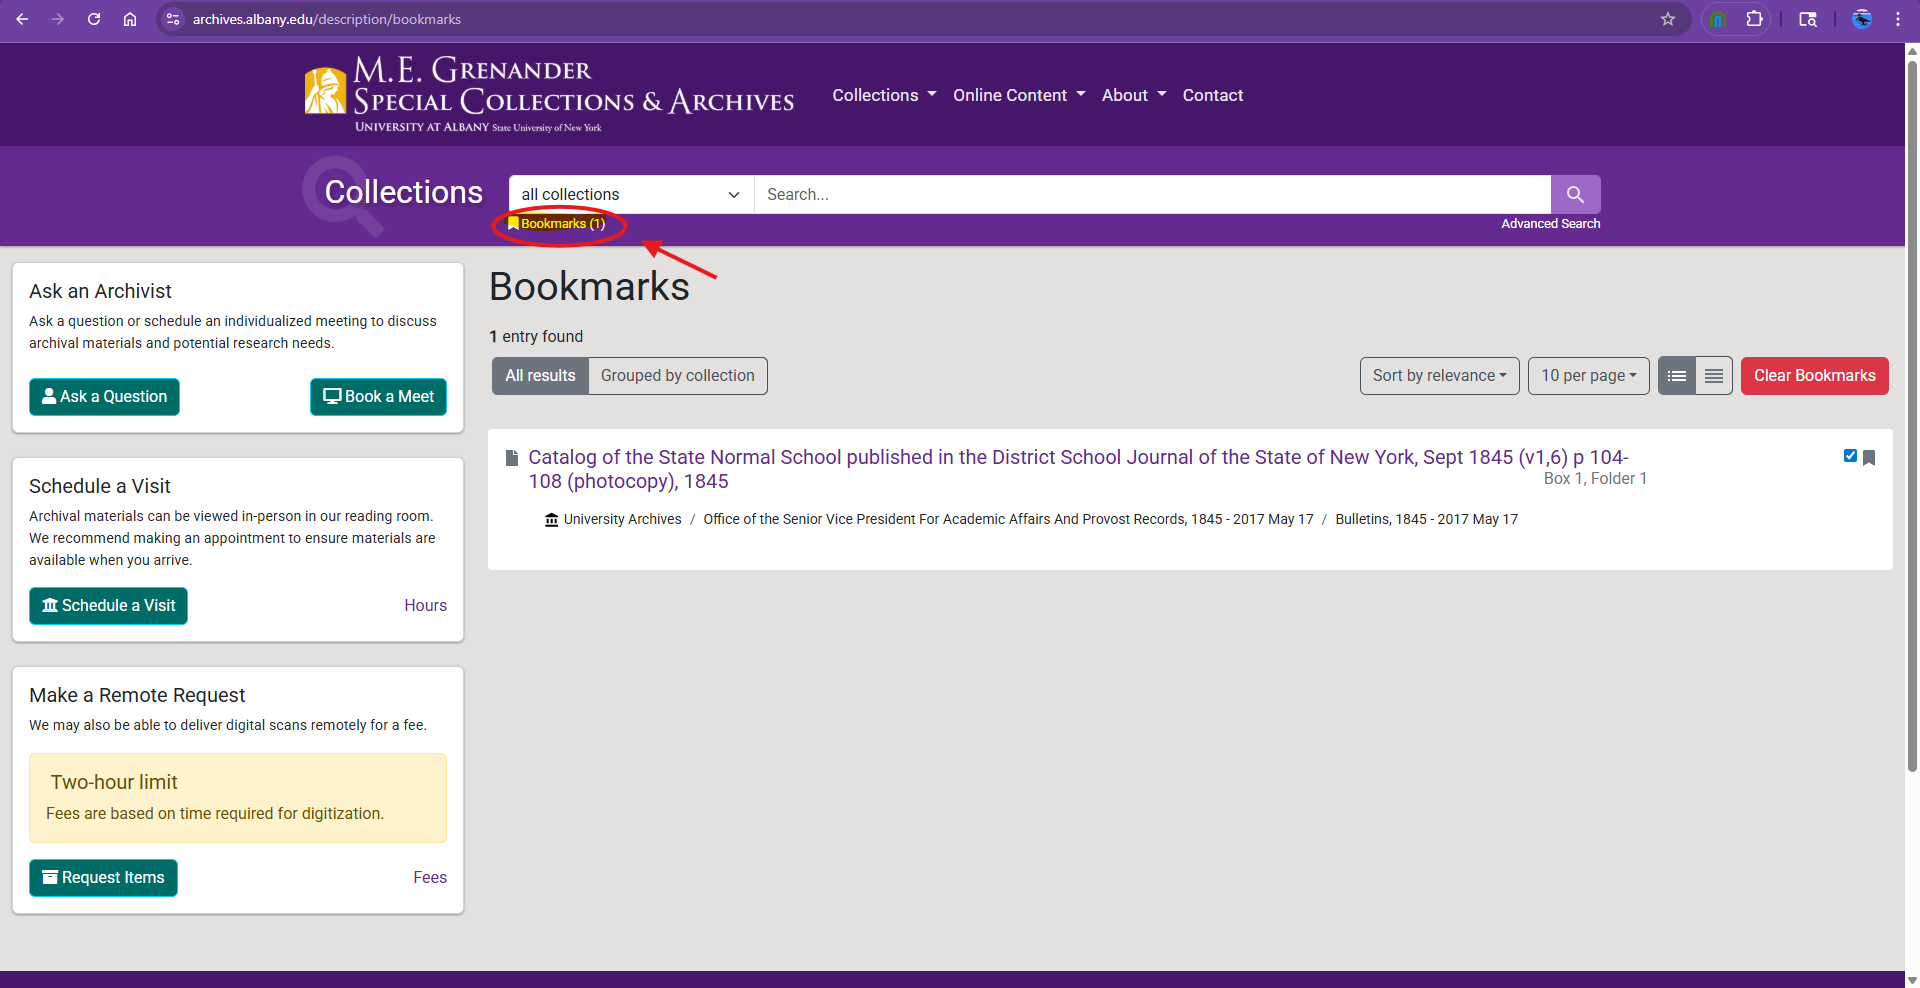 archives.albany.edu/description/bookmarks
M.E. Grenander
Special Collections & Archives
University at Albany State University of New York
Collections
Online Content
About
Contact
Collections
all collections
Search...
Bookmarks (1)
Advanced Search
Ask an Archivist
Ask a question or schedule an individualized meeting to discuss
archival materials and potential research needs.
Ask a Question
Book a Meet
Schedule a Visit
Archival materials can be viewed in-person in our reading room.
We recommend making an appointment to ensure materials are
available when you arrive.
Schedule a Visit
Hours
Make a Remote Request
We may also be able to deliver digital scans remotely for a fee.
Two-hour limit
Fees are based on time required for digitization.
Request Items
Fees
Bookmarks
1 entry found
All results
Grouped by collection
Sort by relevance
10 per page
Clear Bookmarks
Catalog of the State Normal School published in the District School Journal of the State of New York, Sept 1845 (v1,6) p 104-
108 (photocopy), 1845
Box 1, Folder 1
University Archives / Office of the Senior Vice President For Academic Affairs And Provost Records, 1845 - 2017 May 17 / Bulletins, 1845 - 2017 May 17